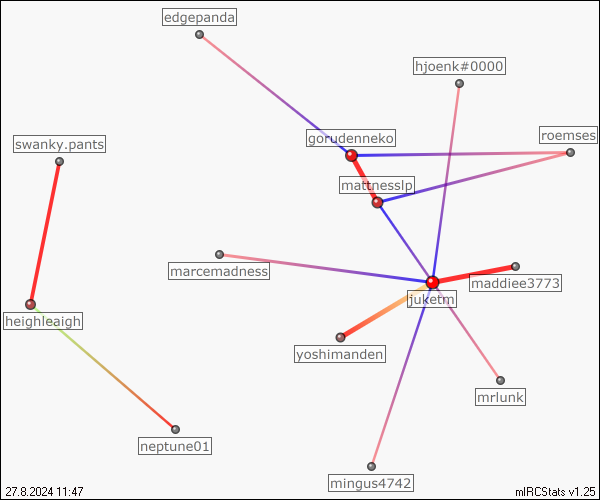 edgepanda
hjoenk#0000
gorudenneko
roemses
swanky.pants
mattnesslp
marcemadness
maddiee3773
juketm
heighleaigh
yoshimanden
mrlunk
neptune01
mingus4742
27.8.2024 11:47
mIRCStats v1.25